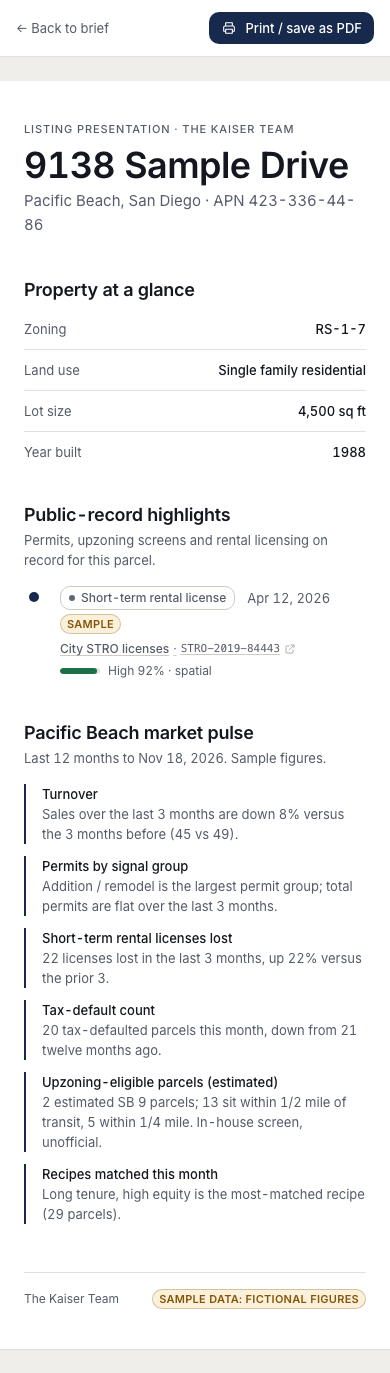 ← Back to brief
Print / save as PDF
LISTING PRESENTATION · THE KAISER TEAM
9138 Sample Drive
Pacific Beach, San Diego · APN 423-336-44-
86
Property at a glance
Zoning RS-1-7
Land use Single family residential
Lot size 4,500 sq ft
Year built 1988
Public-record highlights
Permits, upzoning screens and rental licensing on
record for this parcel.
Short-term rental license Apr 12, 2026
SAMPLE
City STRO licenses · STRO-2019-84443
High 92% · spatial
Pacific Beach market pulse
Last 12 months to Nov 18, 2026. Sample figures.
Turnover
Sales over the last 3 months are down 8% versus
the 3 months before (45 vs 49).
Permits by signal group
Addition / remodel is the largest permit group; total
permits are flat over the last 3 months.
Short-term rental licenses lost
22 licenses lost in the last 3 months, up 22% versus
the prior 3.
Tax-default count
20 tax-defaulted parcels this month, down from 21
twelve months ago.
Upzoning-eligible parcels (estimated)
2 estimated SB 9 parcels; 13 sit within 1/2 mile of
transit, 5 within 1/4 mile. In-house screen,
unofficial.
Recipes matched this month
Long tenure, high equity is the most-matched recipe
(29 parcels).
The Kaiser Team
SAMPLE DATA: FICTIONAL FIGURES